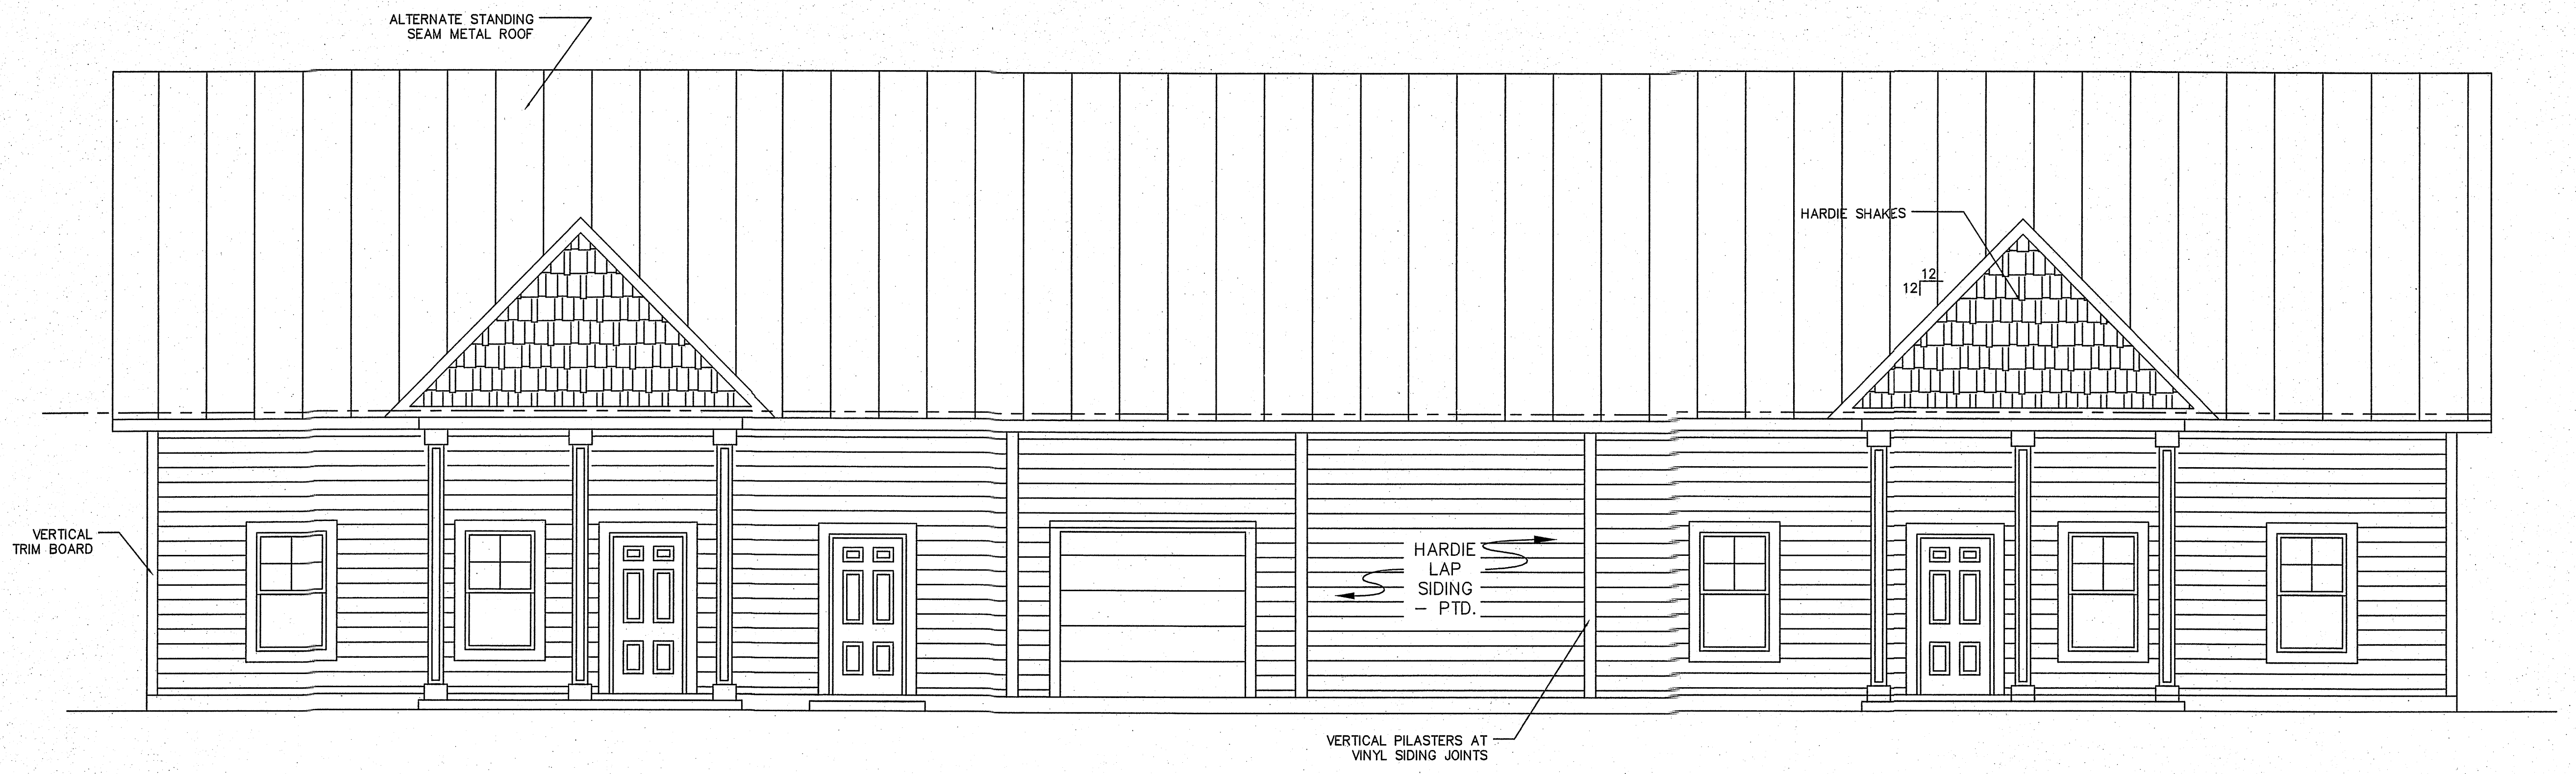 ALTERNATE STANDING
SEAM METAL ROOF
HARDIE SHAKES
12
12
VERTICAL
TRIM BOARD
HARDIE
LAP
SIDING
- PTD.
VERTICAL PILASTERS AT
VINYL SIDING JOINTS